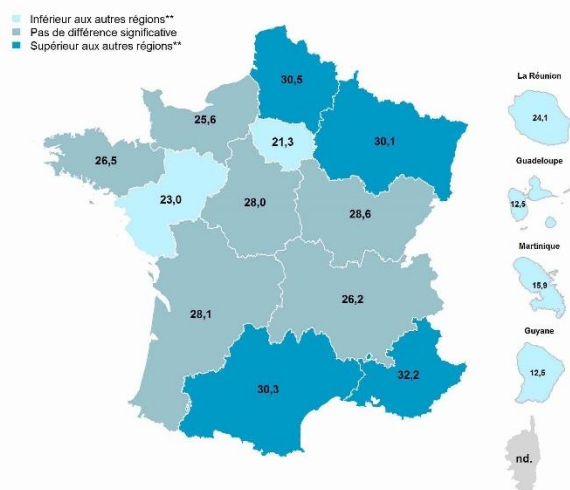 Inférieur aux autres régions**
Pas de différence significative
Supérieur aux autres régions**
30,5
25,6
21,3
30,1
26,5
23,0
28,0
28,6
28,1
26,2
30,3
32,2
La Réunion
24,1
Guadeloupe
12,5
Martinique
15,9
Guyane
12,5
nd.